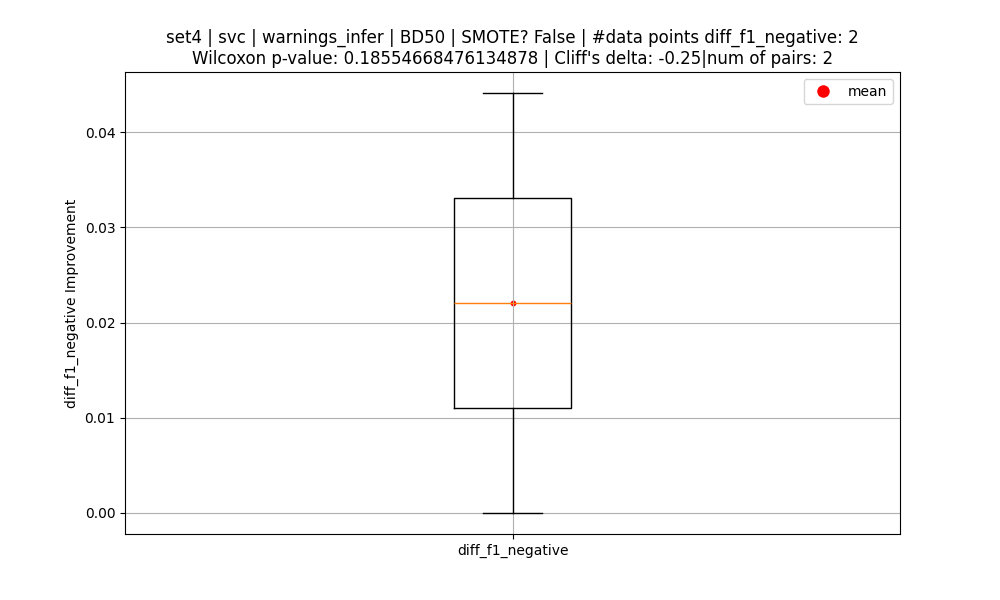 set4 | svc | warnings_infer | BD50 | SMOTE? False | #data points diff_f1_negative: 2
Wilcoxon p-value: 0.18554668476134878 | Cliff's delta: -0.25|num of pairs: 2
mean
0.04
0.03
0.02
0.01
0.00
diff_f1_negative Improvement
diff_f1_negative